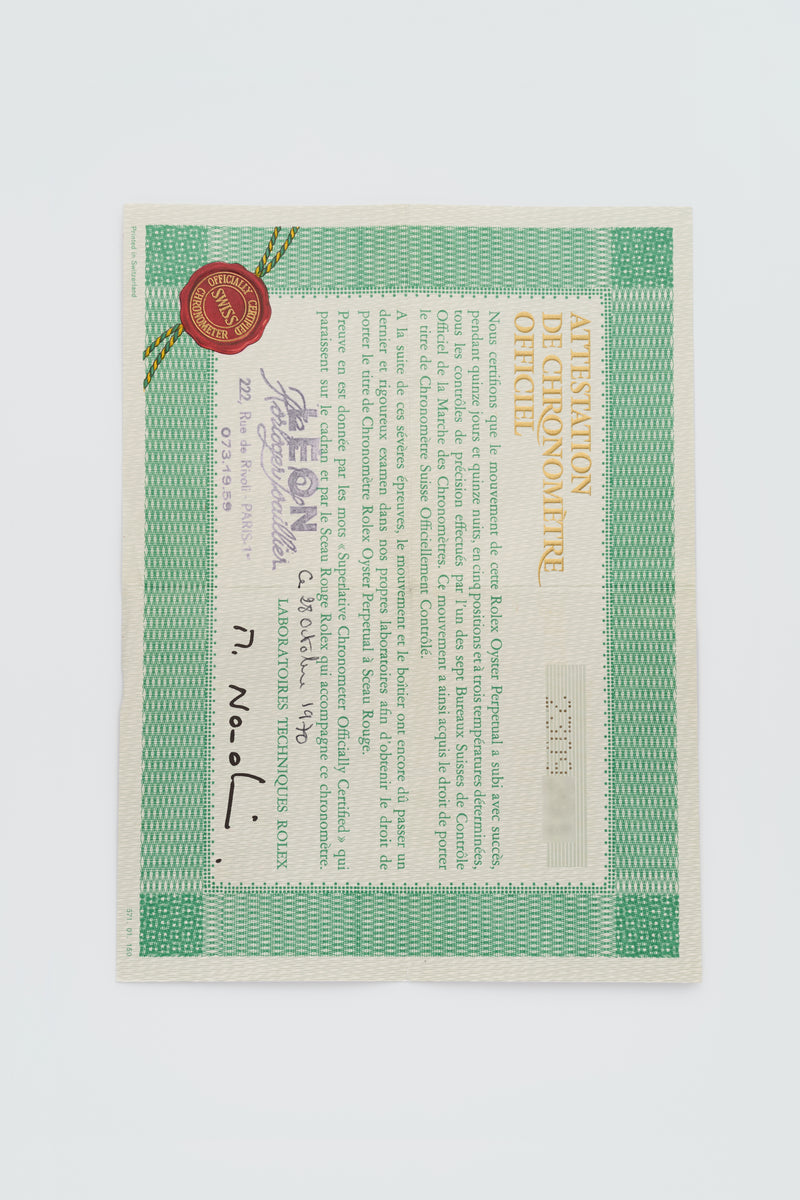 ATTESTATION
DE CHRONOMÈTRE
OFFICIEL
Nous certifions que le mouvement de cette Rolex Oyster Perpetual a subi avec succès,
pendant quinze jours et quinze nuits, en cinq positions et à trois températures déterminées,
tous les contrôles de précision effectués par l'un des sept Bureaux Suisses de Contrôle
Officiel de la Marche des Chronomètres. Ce mouvement a ainsi acquis le droit de porter
le titre de Chronomètre Suisse Officiellement Contrôlé.
A la suite de ces sévères épreuves, le mouvement et le boîtier ont encore dû passer un
dernier et rigoureux examen dans nos propres laboratoires afin d'obtenir le droit de
porter le titre de Chronomètre Rolex Oyster Perpetual à Sceau Rouge.
Preuve en est donnée par les mots « Superlative Chronometer Officially Certified » qui
paraissent sur le cadran et par le Sceau Rouge Rolex qui accompagne ce chronomètre.
LABORATOIRES TECHNIQUES ROLEX
LÉON
Horloger Joaillier
222, Rue de Rivoli - PARIS-1ᵉʳ
073.19.59
Ce 28 octobre 1970
OFFICIALLY CERTIFIED
SWISS
CHRONOMETER
Printed in Switzerland
571. 01. 150